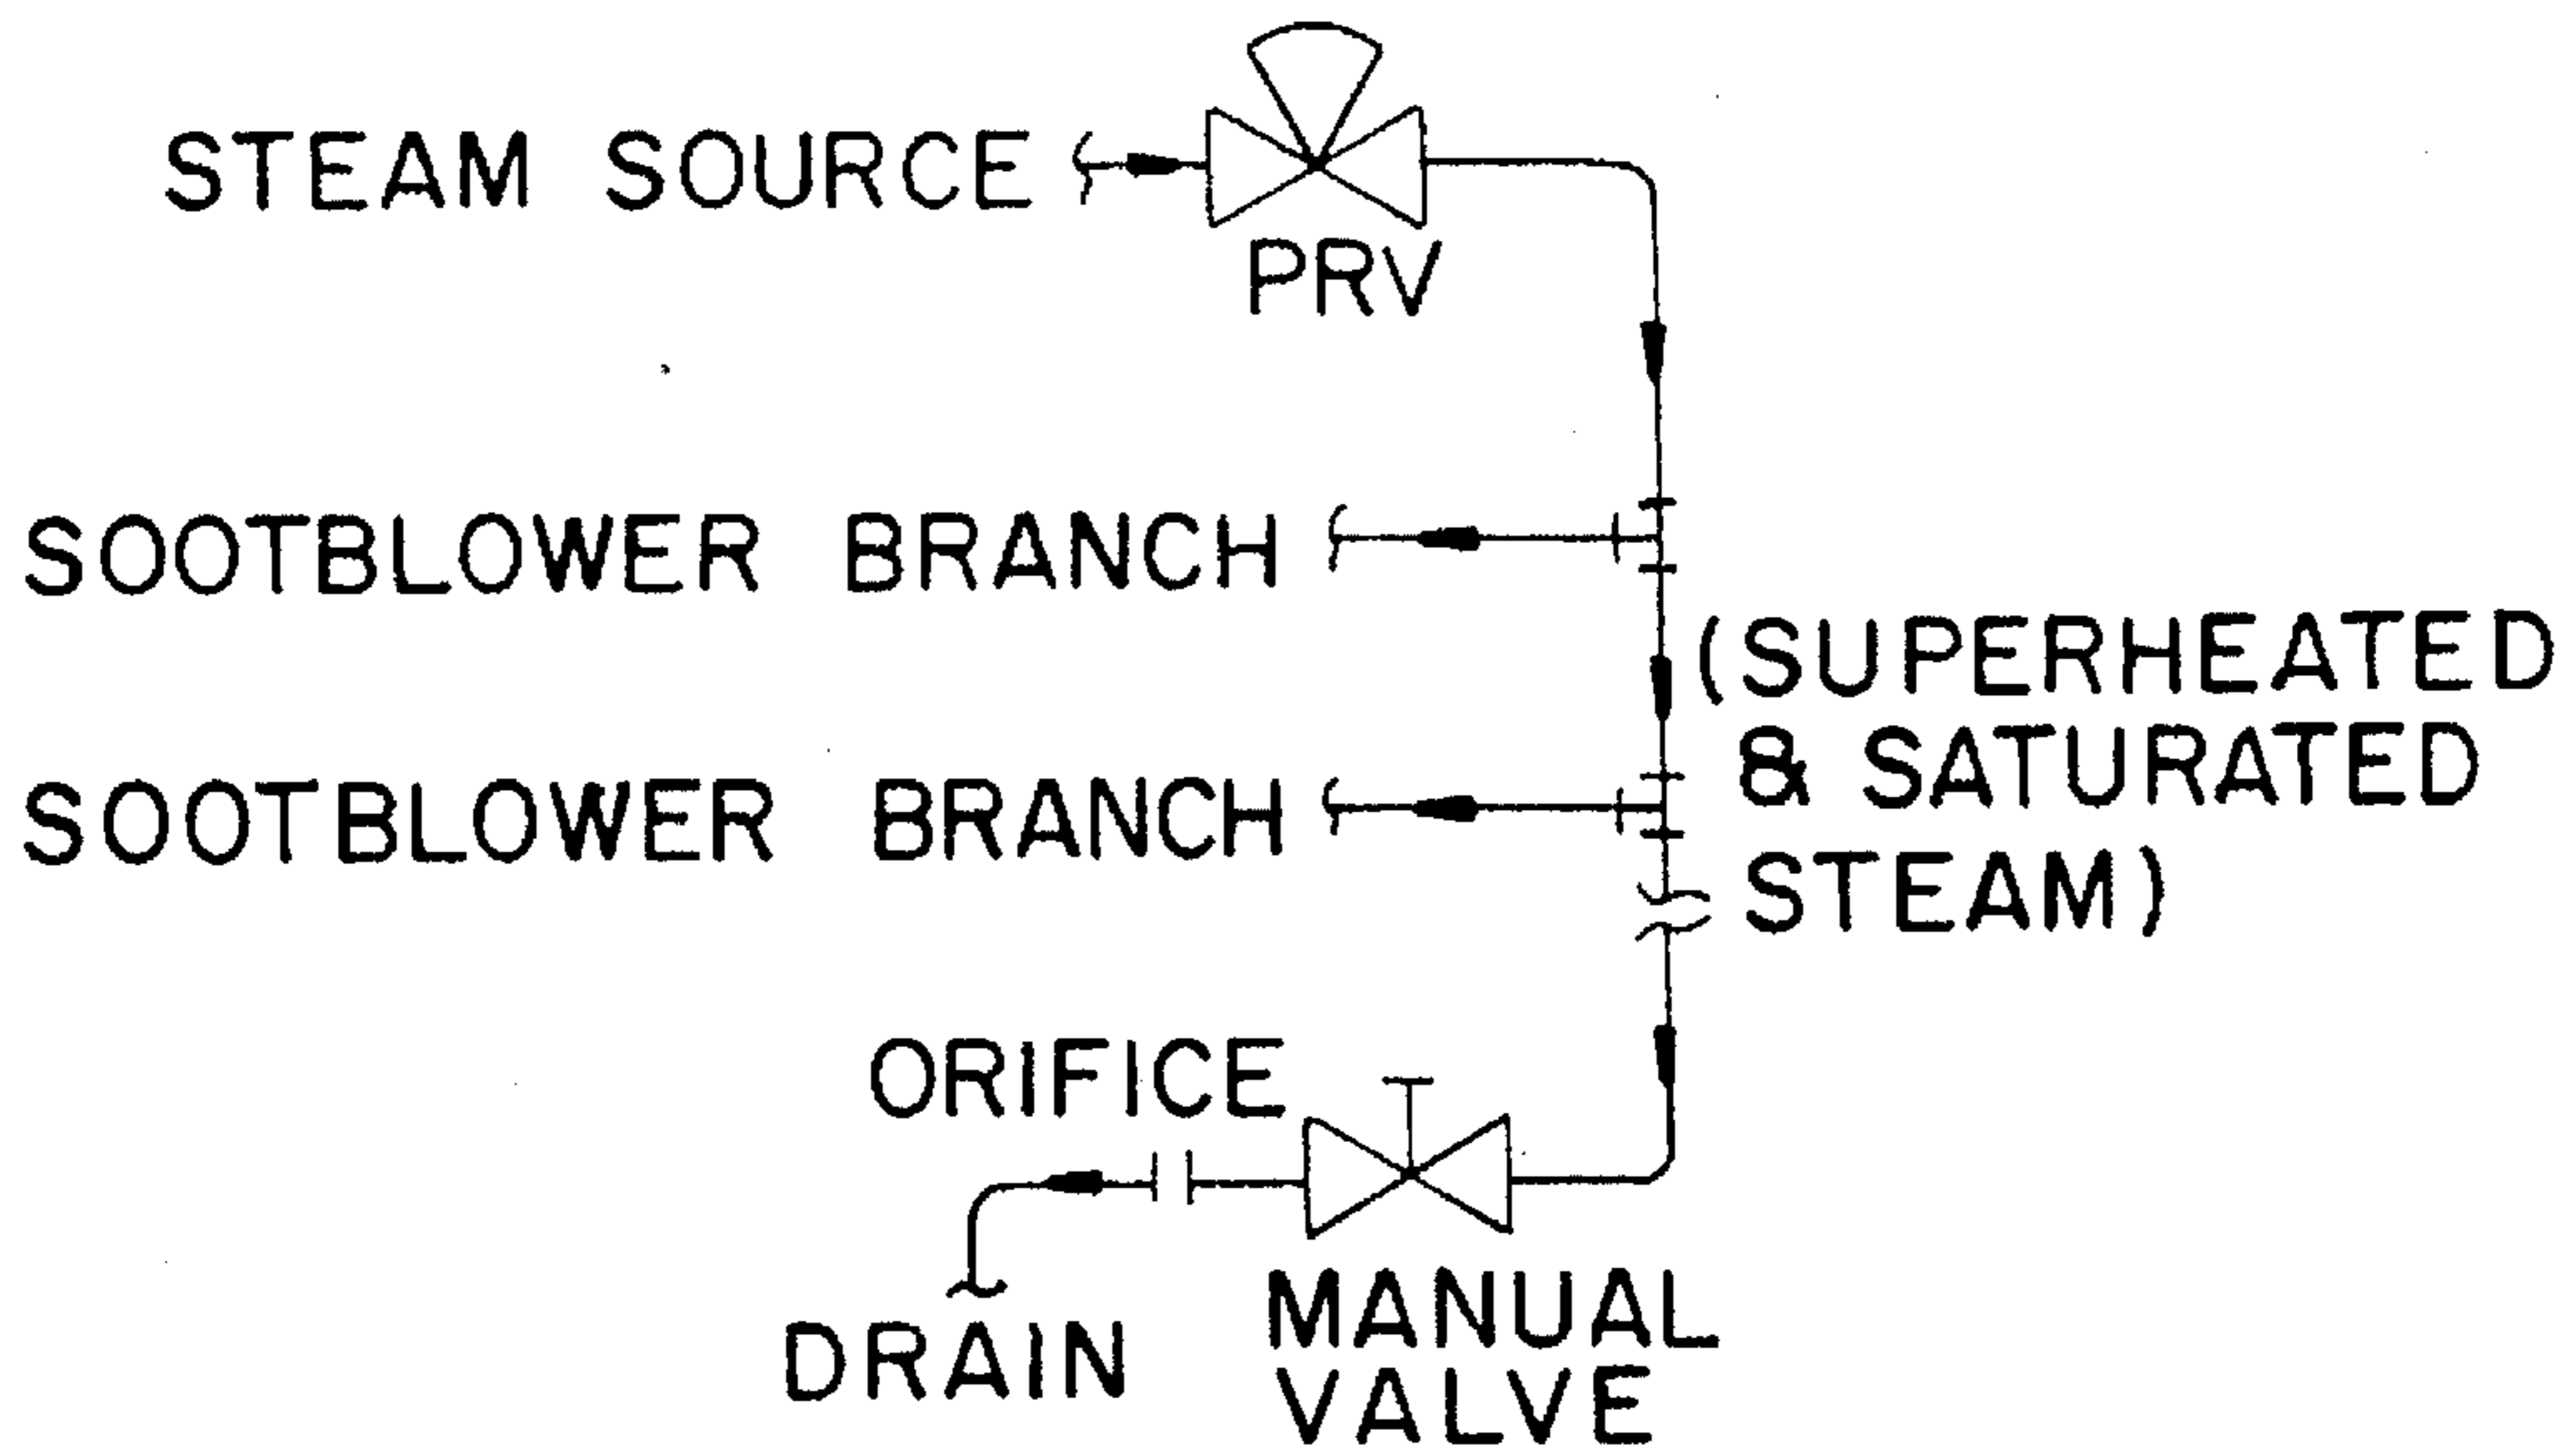 STEAM SOURCE
PRV
SOOTBLOWER BRANCH
(SUPERHEATED
& SATURATED
STEAM)
SOOTBLOWER BRANCH
ORIFICE
MANUAL
VALVE
DRAIN